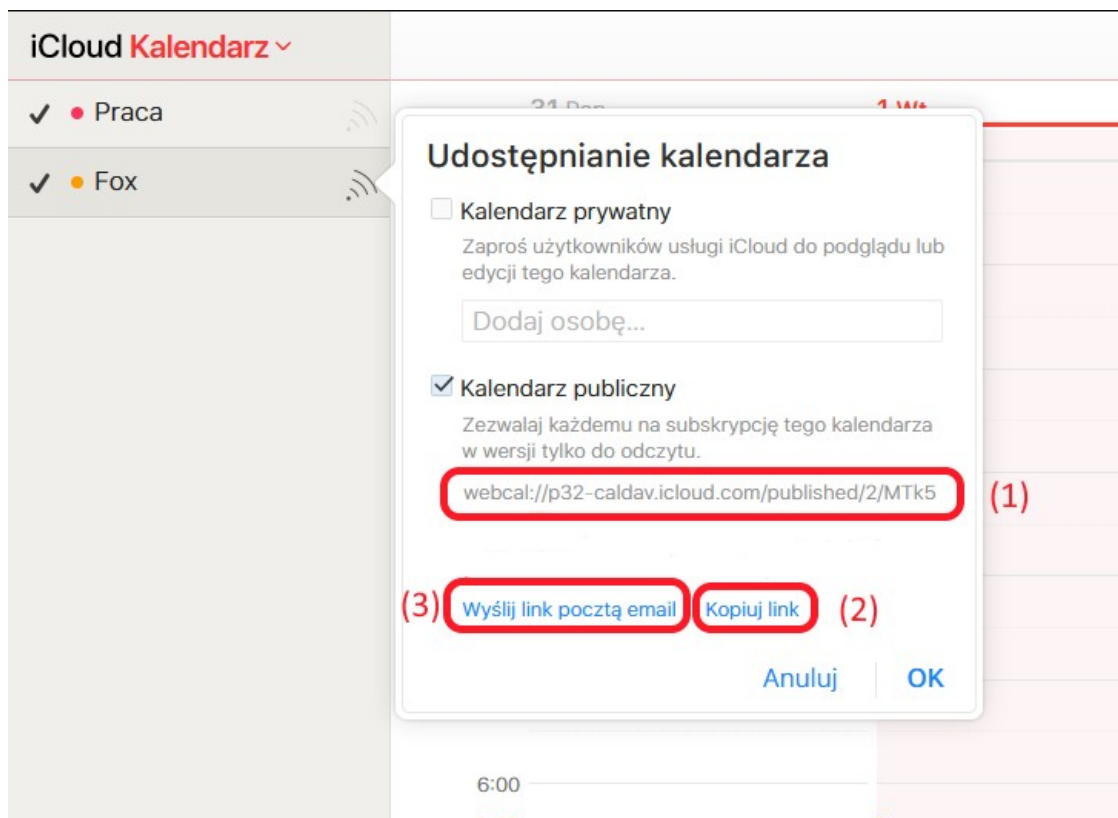 iCloud Kalendarz
Praca
Fox
1 Wt
Udostępnianie kalendarza
Kalendarz prywatny
Zaproś użytkowników usługi iCloud do podglądu lub
edycji tego kalendarza.
Dodaj osobę...
Kalendarz publiczny
Zezwalaj każdemu na subskrypcję tego kalendarza
w wersji tylko do odczytu.
webcal://p32-caldav.icloud.com/published/2/MTk5 (1)
(3) Wyślij link pocztą email Kopiuj link (2)
Anuluj OK
6:00